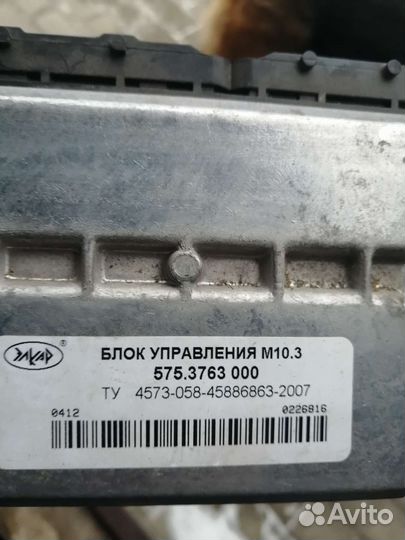 ЭЛКАР ®
БЛОК УПРАВЛЕНИЯ М10.3
575.3763 000
ТУ 4573-058-45886863-2007
0412 0226816
Avito